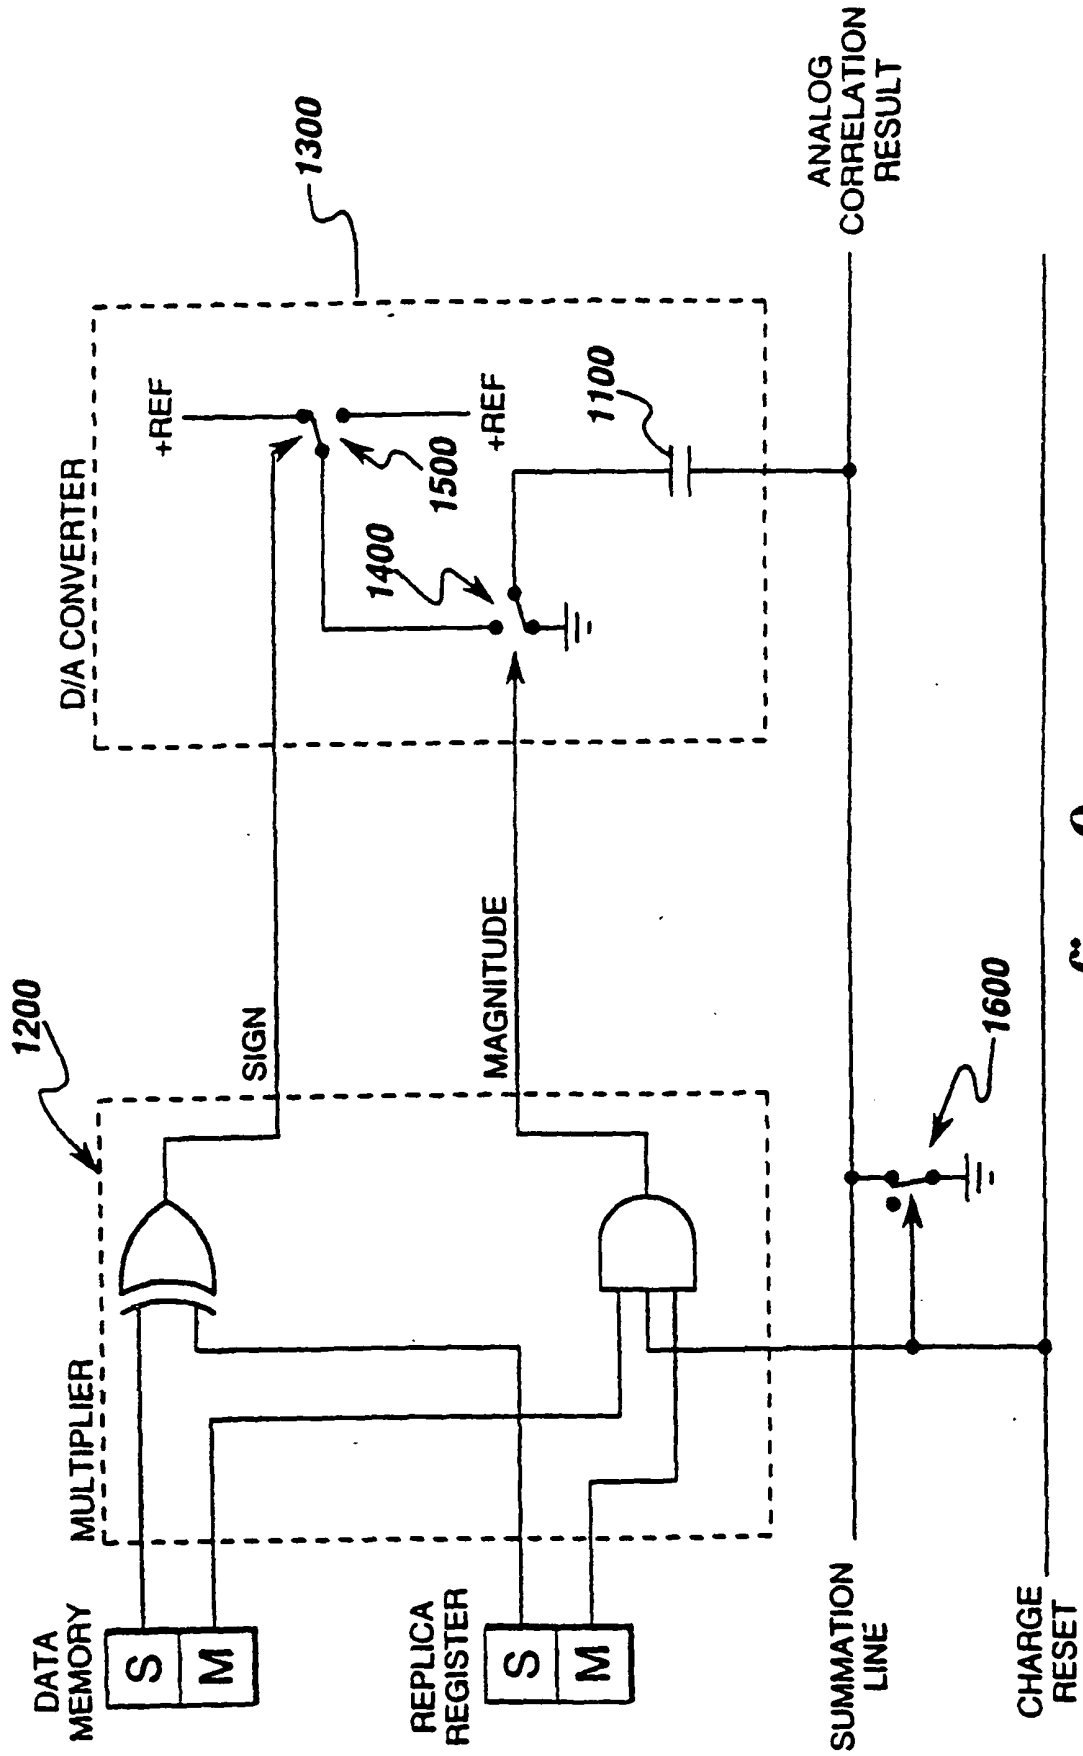 1200
MULTIPLIER
D/A CONVERTER
1300
DATA
MEMORY
S
M
SIGN
+REF
1500
+REF
1400
1100
REPLICA
REGISTER
S
M
MAGNITUDE
ANALOG
CORRELATION
RESULT
SUMMATION
LINE
1600
CHARGE
RESET